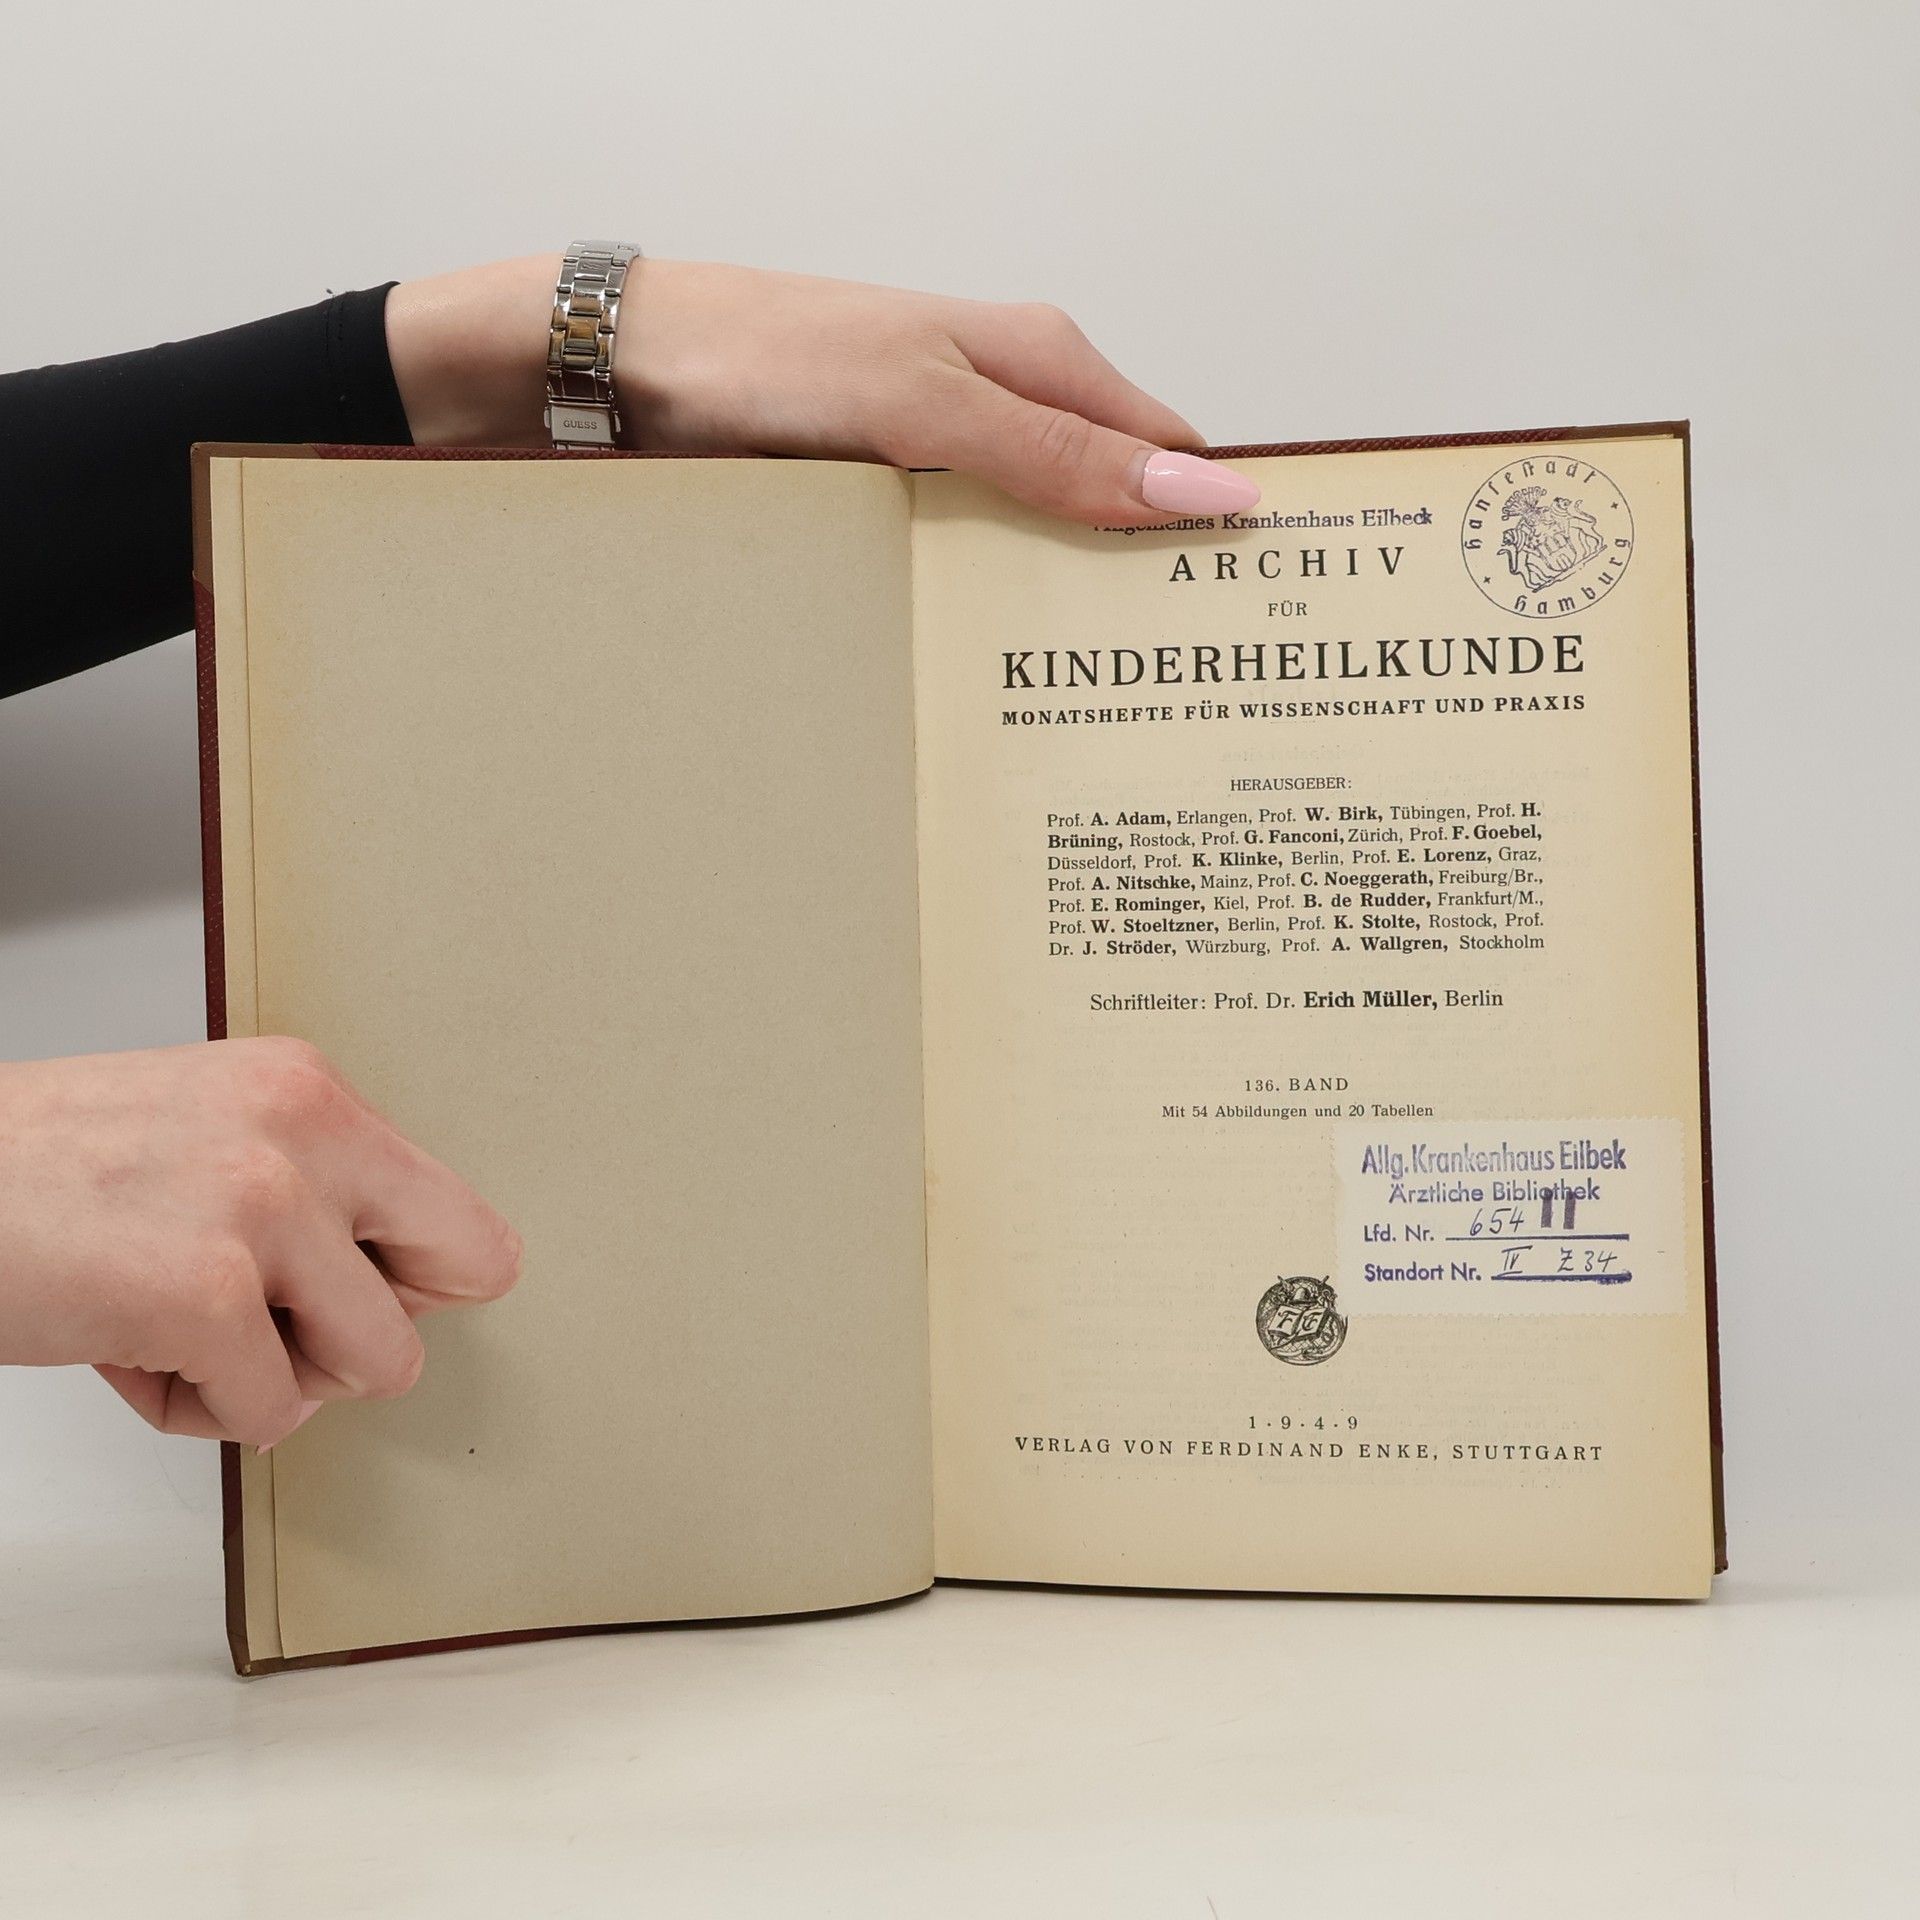 GUESS
Krankenhaus Eilbeck
Hansestadt
Hamburg
ARCHIV
FÜR
KINDERHEILKUNDE
MONATSHEFTE FÜR WISSENSCHAFT UND PRAXIS
HERAUSGEBER:
Prof. A. Adam, Erlangen, Prof. W. Birk, Tübingen, Prof. H.
Brüning, Rostock, Prof. G. Fanconi, Zürich, Prof. F. Goebel,
Düsseldorf, Prof. K. Klinke, Berlin, Prof. E. Lorenz, Graz,
Prof. A. Nitschke, Mainz, Prof. C. Noeggerath, Freiburg/Br.,
Prof. E. Rominger, Kiel, Prof. B. de Rudder, Frankfurt/M.,
Prof. W. Stoeltzner, Berlin, Prof. K. Stolte, Rostock, Prof.
Dr. J. Ströder, Würzburg, Prof. A. Wallgren, Stockholm
Schriftleiter: Prof. Dr. Erich Müller, Berlin
136. BAND
Mit 54 Abbildungen und 20 Tabellen
Allg. Krankenhaus Eilbek
Ärztliche Bibliothek
Lfd. Nr. 654 II
Standort Nr. IV Z 34
F E
1·9·4·9
VERLAG VON FERDINAND ENKE, STUTTGART